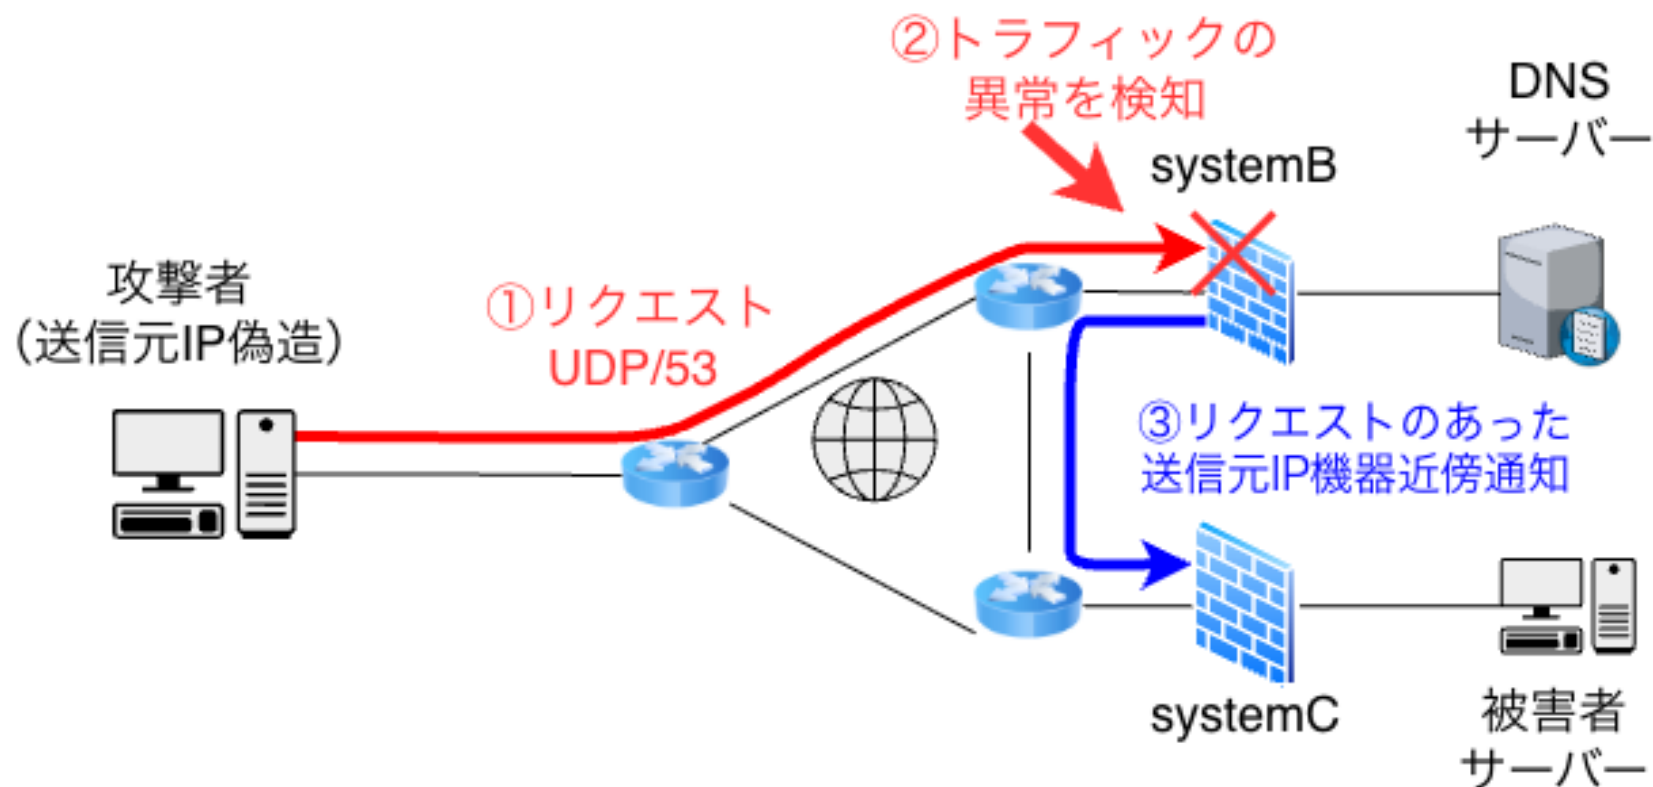 ②トラフィックの
異常を検知
DNS
サーバー
systemB
攻撃者
（送信元IP偽造）
①リクエスト
UDP/53
③リクエストのあった
送信元IP機器近傍通知
systemC
被害者
サーバー